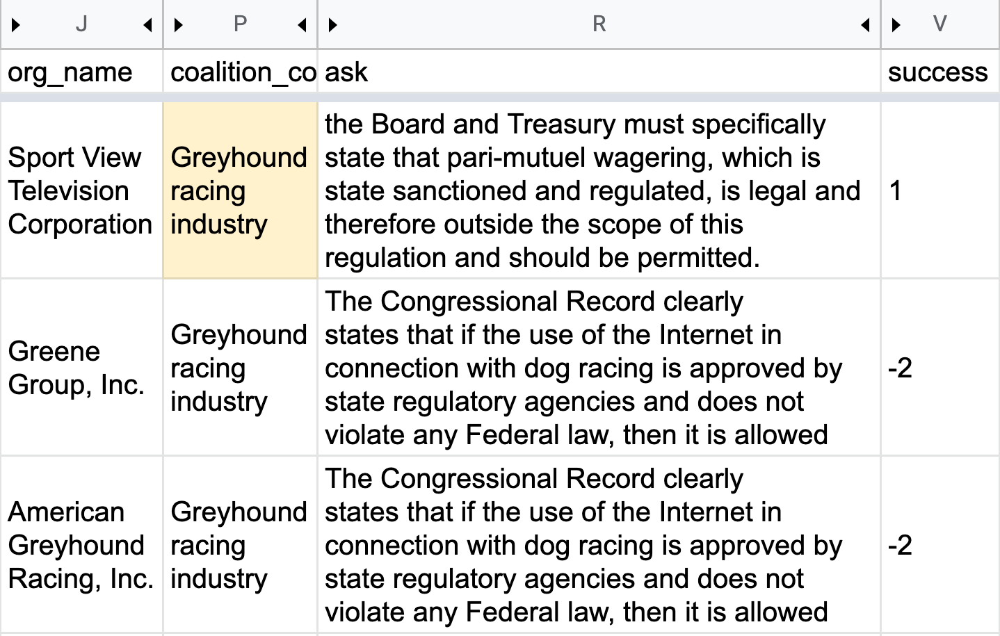 J P R V
org_name coalition_co ask success
Sport View
Television
Corporation
Greyhound
racing
industry
the Board and Treasury must specifically
state that pari-mutuel wagering, which is
state sanctioned and regulated, is legal and
therefore outside the scope of this
regulation and should be permitted.
1
Greene
Group, Inc.
Greyhound
racing
industry
The Congressional Record clearly
states that if the use of the Internet in
connection with dog racing is approved by
state regulatory agencies and does not
violate any Federal law, then it is allowed
-2
American
Greyhound
Racing, Inc.
Greyhound
racing
industry
The Congressional Record clearly
states that if the use of the Internet in
connection with dog racing is approved by
state regulatory agencies and does not
violate any Federal law, then it is allowed
-2